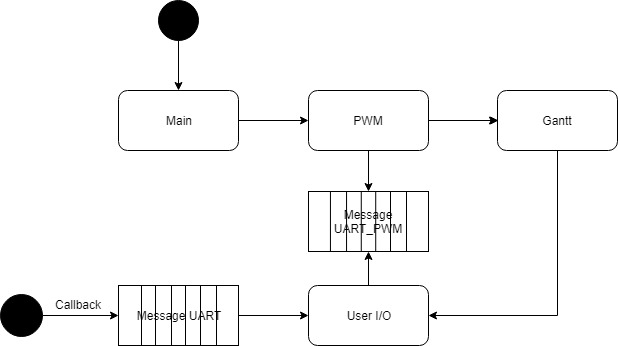 Main
PWM
Gantt
Message
UART_PWM
Callback
Message UART
User I/O